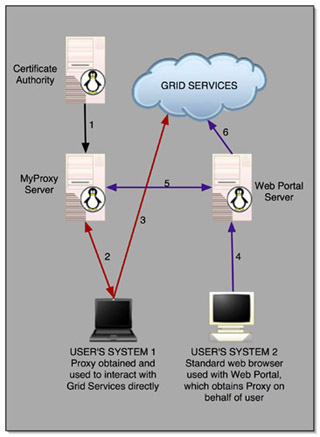 Certificate
Authority
GRID SERVICES
1
6
MyProxy
Server
5
Web Portal
Server
3
2
4
USER'S SYSTEM 1
Proxy obtained and
used to interact with
Grid Services directly
USER'S SYSTEM 2
Standard web browser
used with Web Portal,
which obtains Proxy on
behalf of user